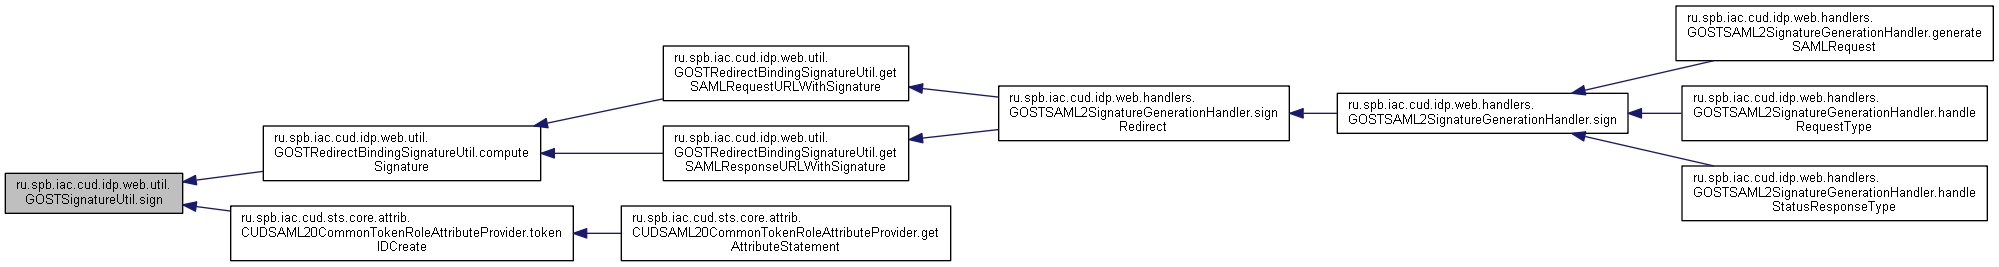 ru.spb.iac.cud.idp.web.util.
GOSTSignatureUtil.sign
ru.spb.iac.cud.idp.web.util.
GOSTRedirectBindingSignatureUtil.compute
Signature
ru.spb.iac.cud.sts.core.attrib.
CUDSAML20CommonTokenRoleAttributeProvider.token
IDCreate
ru.spb.iac.cud.idp.web.util.
GOSTRedirectBindingSignatureUtil.get
SAMLRequestURLWithSignature
ru.spb.iac.cud.idp.web.util.
GOSTRedirectBindingSignatureUtil.get
SAMLResponseURLWithSignature
ru.spb.iac.cud.sts.core.attrib.
CUDSAML20CommonTokenRoleAttributeProvider.get
AttributeStatement
ru.spb.iac.cud.idp.web.handlers.
GOSTSAML2SignatureGenerationHandler.sign
Redirect
ru.spb.iac.cud.idp.web.handlers.
GOSTSAML2SignatureGenerationHandler.sign
ru.spb.iac.cud.idp.web.handlers.
GOSTSAML2SignatureGenerationHandler.generate
SAMLRequest
ru.spb.iac.cud.idp.web.handlers.
GOSTSAML2SignatureGenerationHandler.handle
RequestType
ru.spb.iac.cud.idp.web.handlers.
GOSTSAML2SignatureGenerationHandler.handle
StatusResponseType